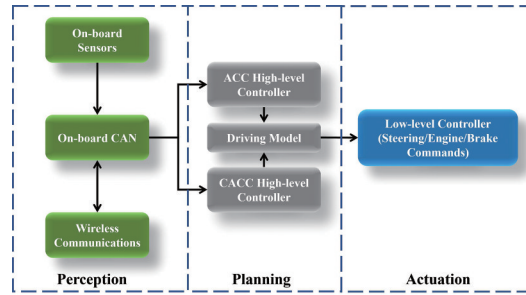 On-board
Sensors
On-board CAN
Wireless
Communications
Perception
ACC High-level
Controller
Driving Model
CACC High-level
Controller
Planning
Low-level Controller
(Steering/Engine/Brake
Commands)
Actuation